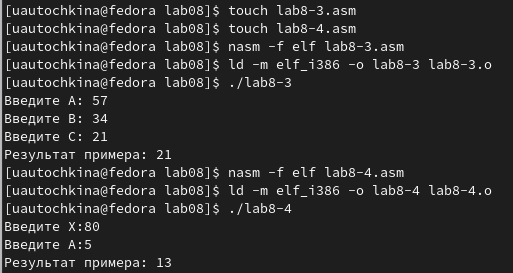 [uautochkina@fedora lab08]$ touch lab8-3.asm
[uautochkina@fedora lab08]$ touch lab8-4.asm
[uautochkina@fedora lab08]$ nasm -f elf lab8-3.asm
[uautochkina@fedora lab08]$ ld -m elf_i386 -o lab8-3 lab8-3.o
[uautochkina@fedora lab08]$ ./lab8-3
Введите A: 57
Введите B: 34
Введите C: 21
Результат примера: 21
[uautochkina@fedora lab08]$ nasm -f elf lab8-4.asm
[uautochkina@fedora lab08]$ ld -m elf_i386 -o lab8-4 lab8-4.o
[uautochkina@fedora lab08]$ ./lab8-4
Введите X:80
Введите A:5
Результат примера: 13